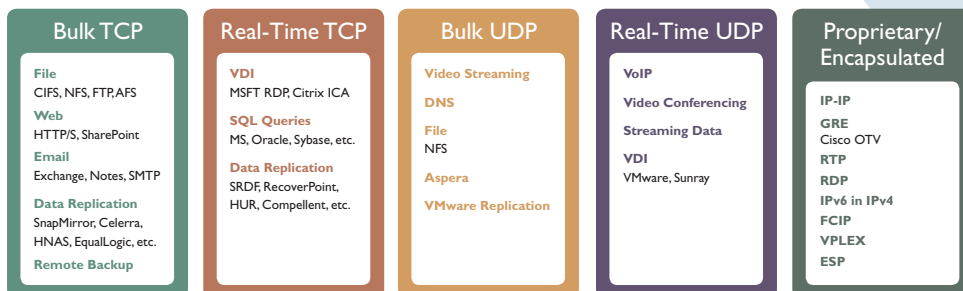 Bulk TCP
File
CIFS, NFS, FTP, AFS
Web
HTTP/S, SharePoint
Email
Exchange, Notes, SMTP
Data Replication
SnapMirror, Celerra,
HNAS, EqualLogic, etc.
Remote Backup
Real-Time TCP
VDI
MSFT RDP, Citrix ICA
SQL Queries
MS, Oracle, Sybase, etc.
Data Replication
SRDF, RecoverPoint,
HUR, Compellent, etc.
Bulk UDP
Video Streaming
DNS
File
NFS
Aspera
VMware Replication
Real-Time UDP
VoIP
Video Conferencing
Streaming Data
VDI
VMware, Sunray
Proprietary/
Encapsulated
IP-IP
GRE
Cisco OTV
RTP
RDP
IPv6 in IPv4
FCIP
VPLEX
ESP